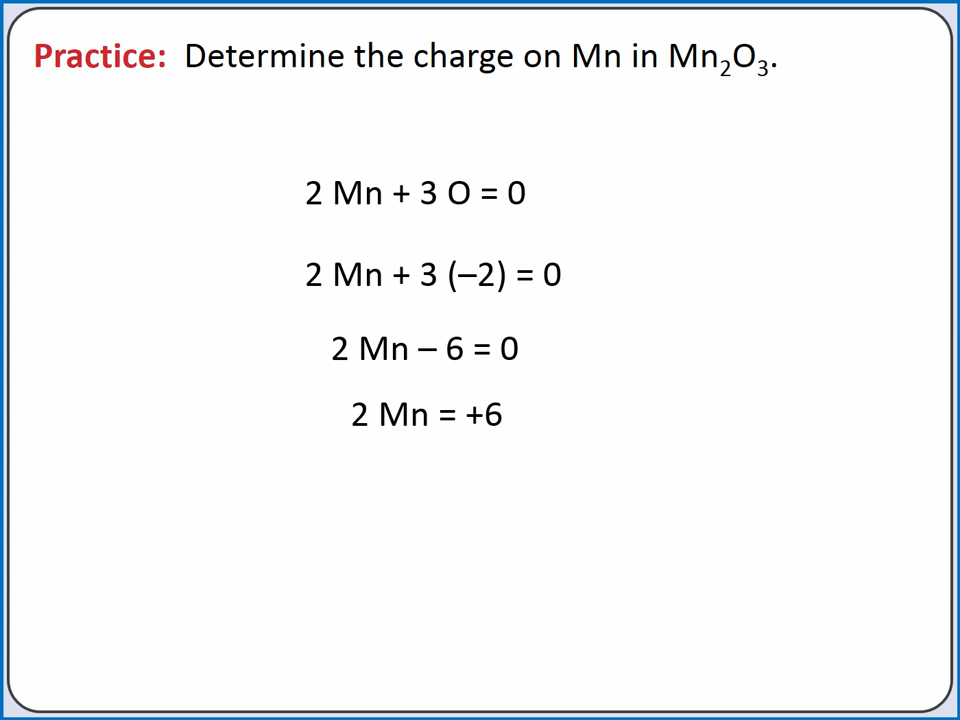 Practice: Determine the charge on Mn in Mn₂O₃.
2 Mn + 3 O = 0
2 Mn + 3 (–2) = 0
2 Mn – 6 = 0
2 Mn = +6